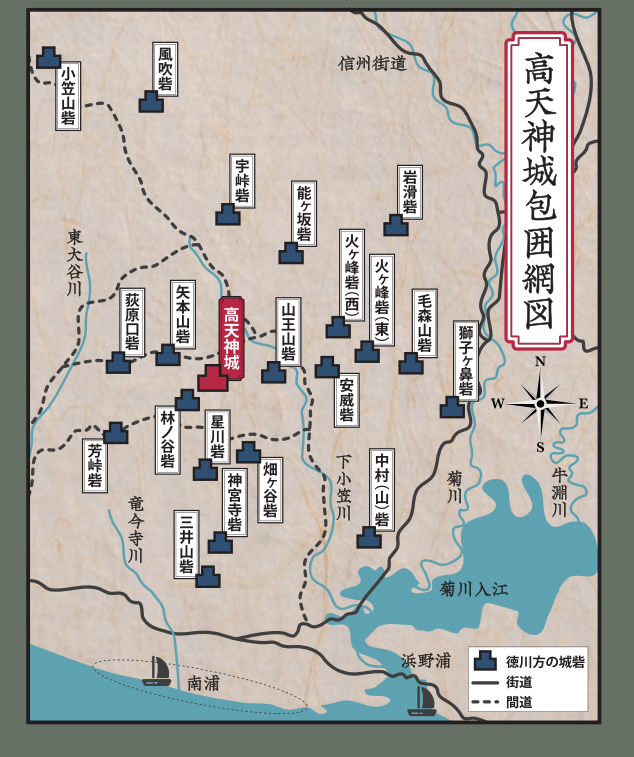 高天神城包囲網図
信州街道
小笠山砦
風吹砦
宇峠砦
能ヶ坂砦
岩滑砦
火ヶ峰砦(西)
火ヶ峰砦(東)
毛森山砦
獅子ヶ鼻砦
東大谷川
荻原口砦
矢本山砦
高天神城
山王山砦
安威砦
芳峠砦
林ノ谷砦
星川砦
畑ヶ谷砦
神宮寺砦
三井山砦
中村(山)砦
下小笠川
菊川
牛淵川
竜今寺川
菊川入江
浜野浦
南浦
N
W
E
S
徳川方の城砦
街道
間道